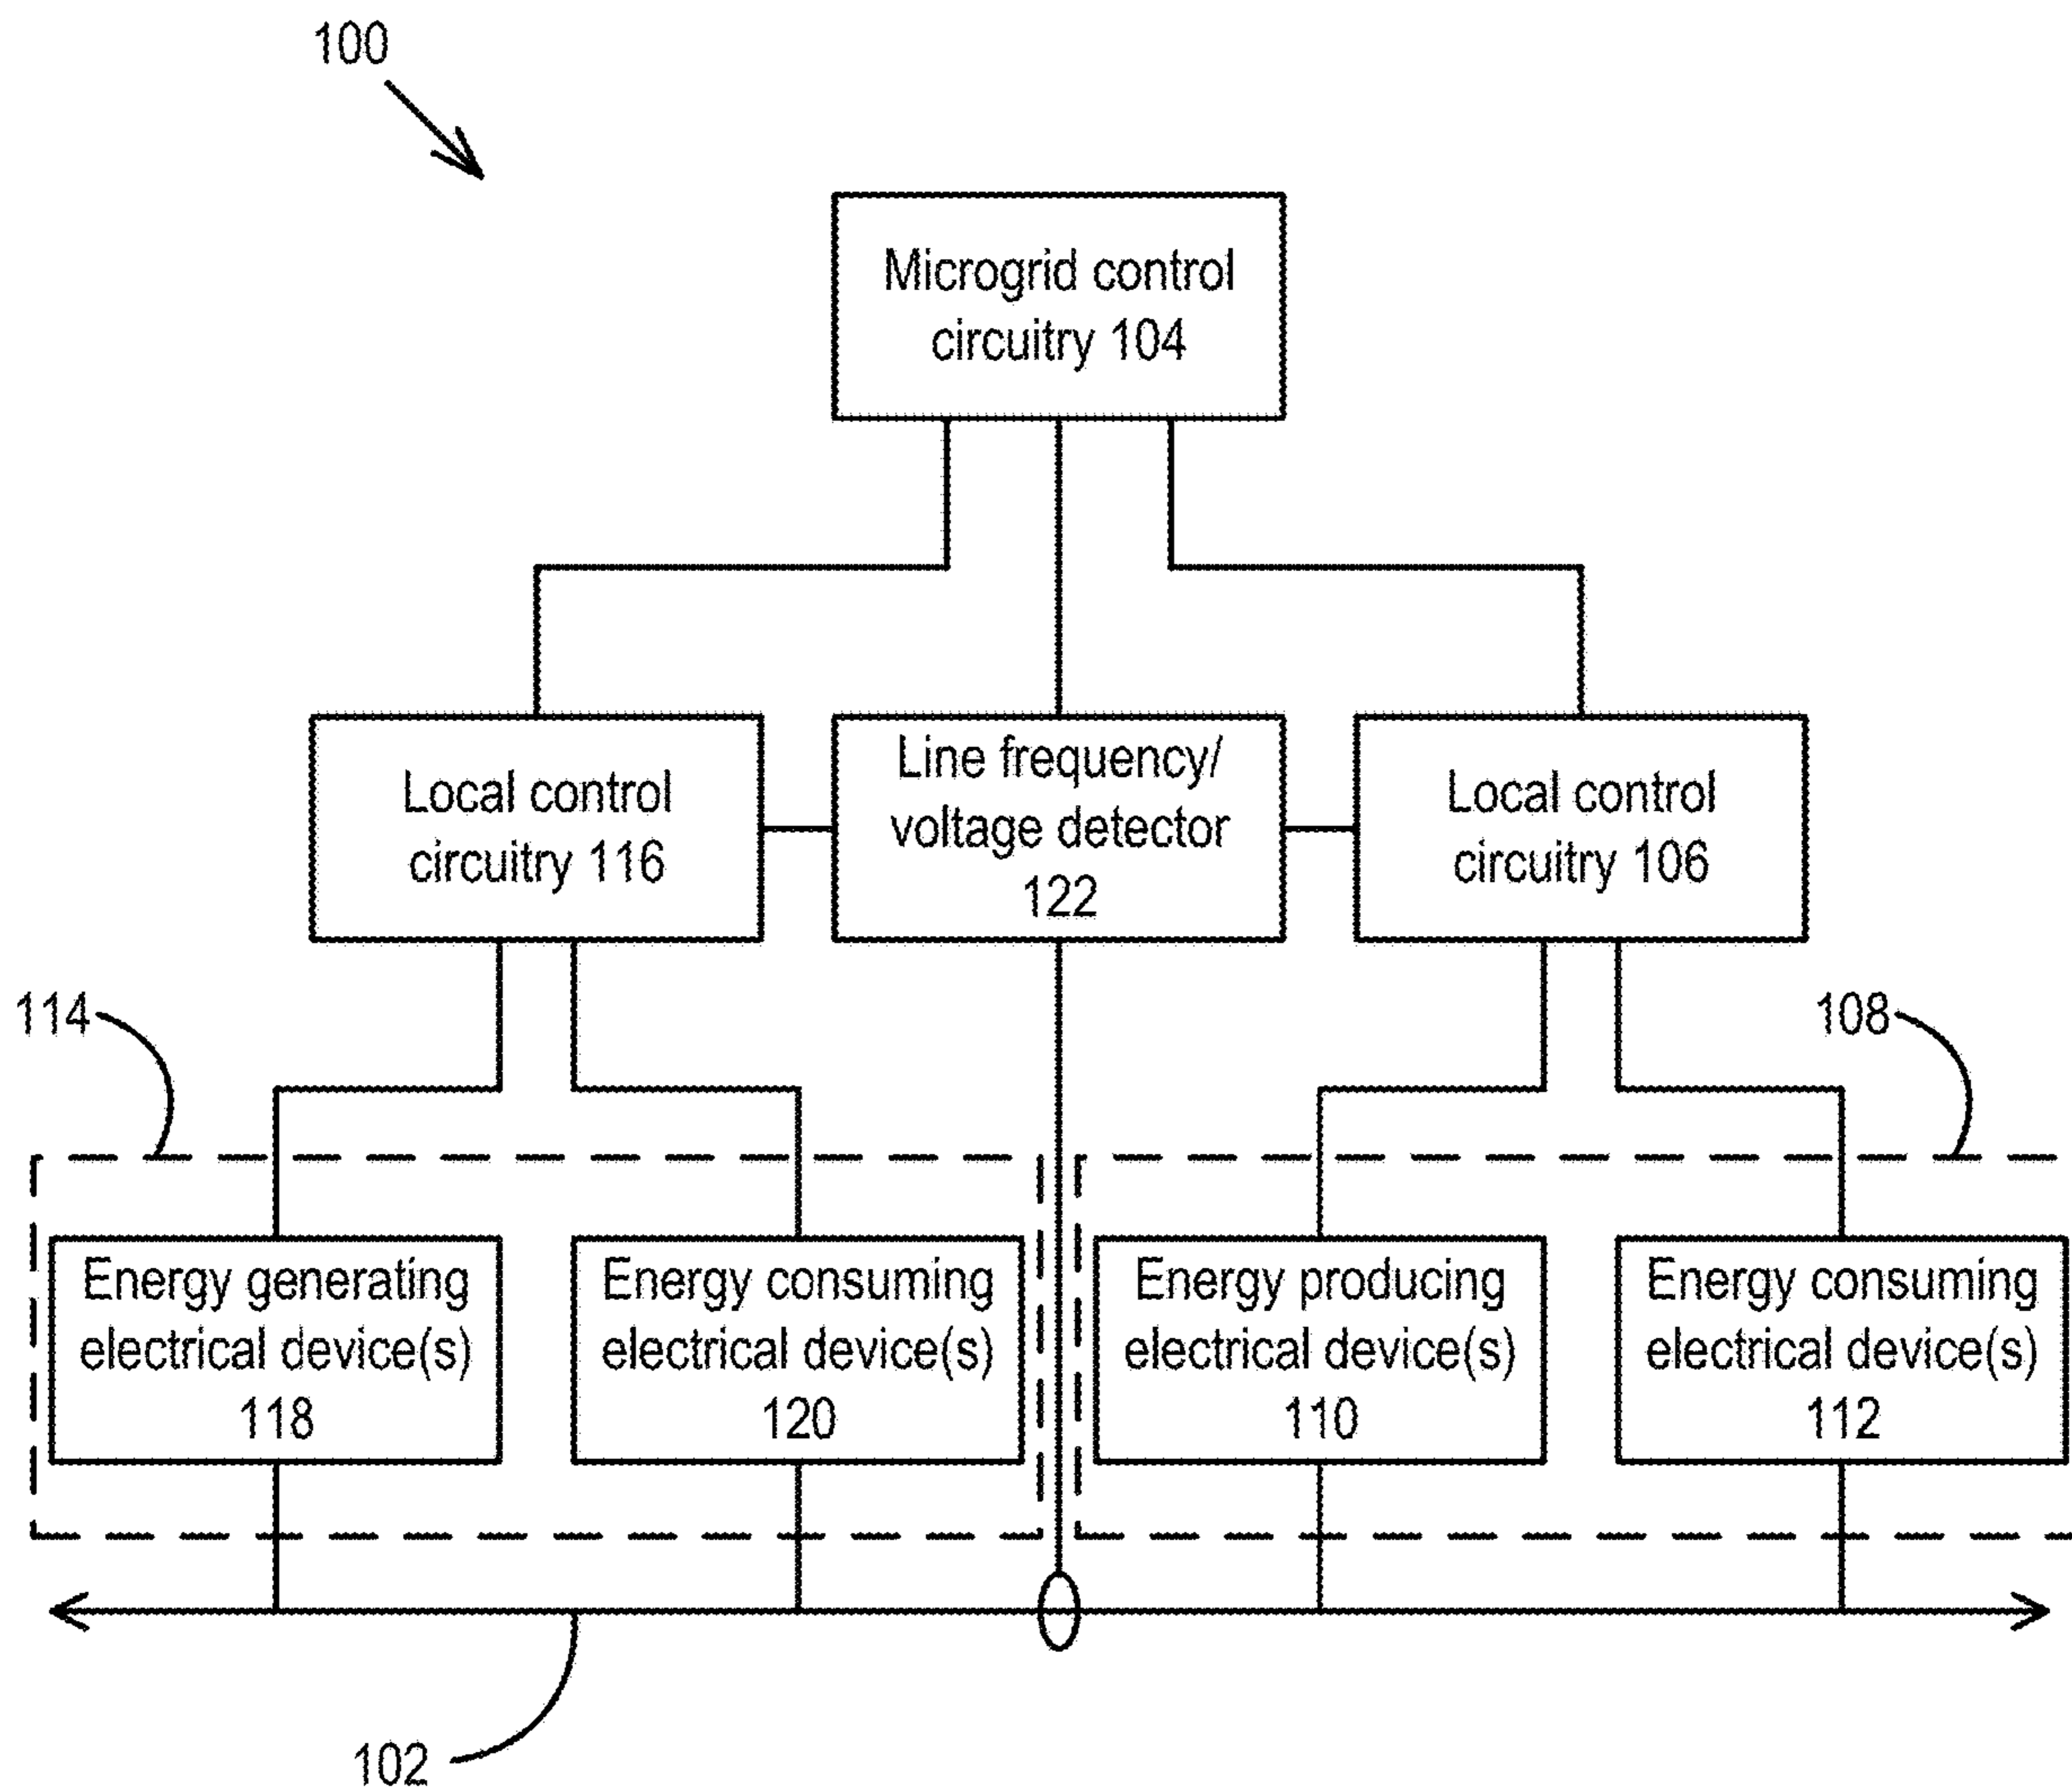 100
Microgrid control
circuitry 104
Local control
circuitry 116
Line frequency/
voltage detector
122
Local control
circuitry 106
114
108
Energy generating
electrical device(s)
118
Energy consuming
electrical device(s)
120
Energy producing
electrical device(s)
110
Energy consuming
electrical device(s)
112
102